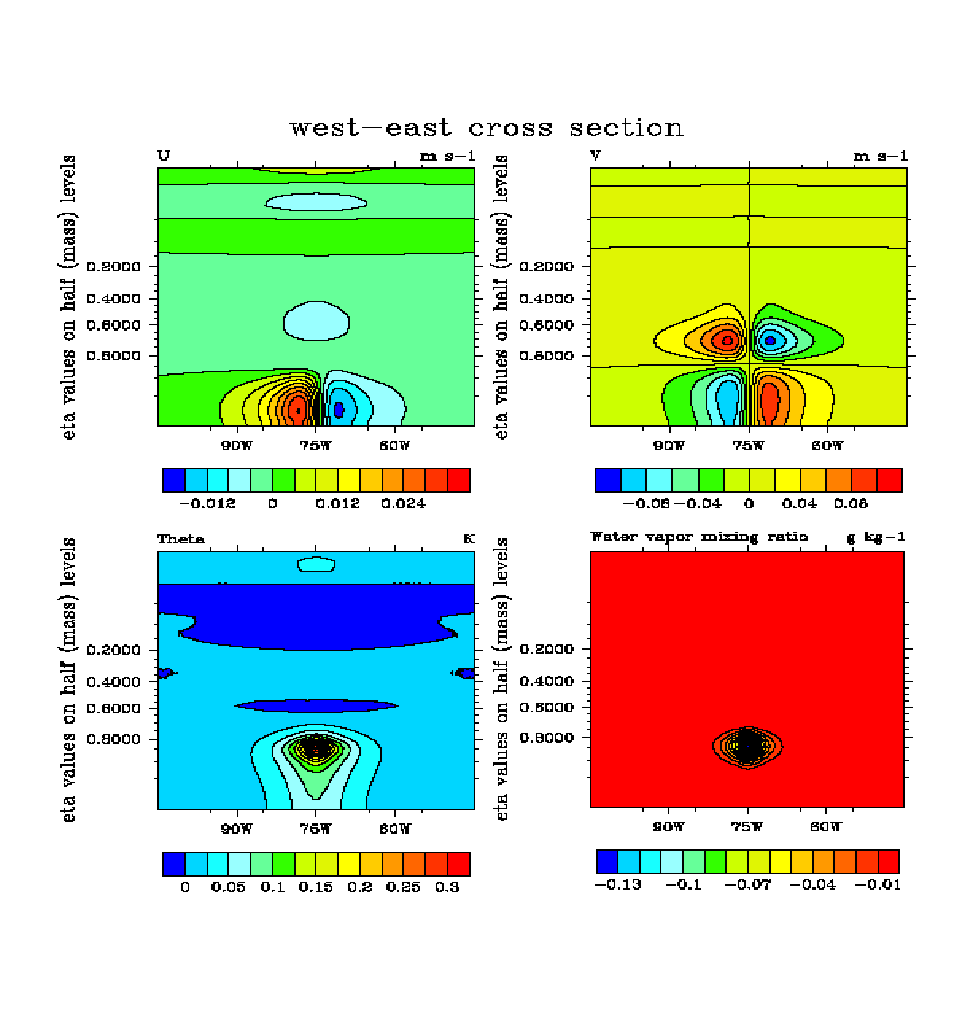 west-east cross section
U m s-1
eta values on half (mass) levels
0.2000
0.4000
0.6000
0.8000
90W 75W 60W
-0.012 0 0.012 0.024
V m s-1
eta values on half (mass) levels
0.2000
0.4000
0.6000
0.8000
90W 75W 60W
-0.08 -0.04 0 0.04 0.08
Theta K
eta values on half (mass) levels
0.2000
0.4000
0.6000
0.8000
90W 75W 60W
0 0.05 0.1 0.15 0.2 0.25 0.3
Water vapor mixing ratio g kg-1
eta values on half (mass) levels
0.2000
0.4000
0.6000
0.8000
90W 75W 60W
-0.13 -0.1 -0.07 -0.04 -0.01